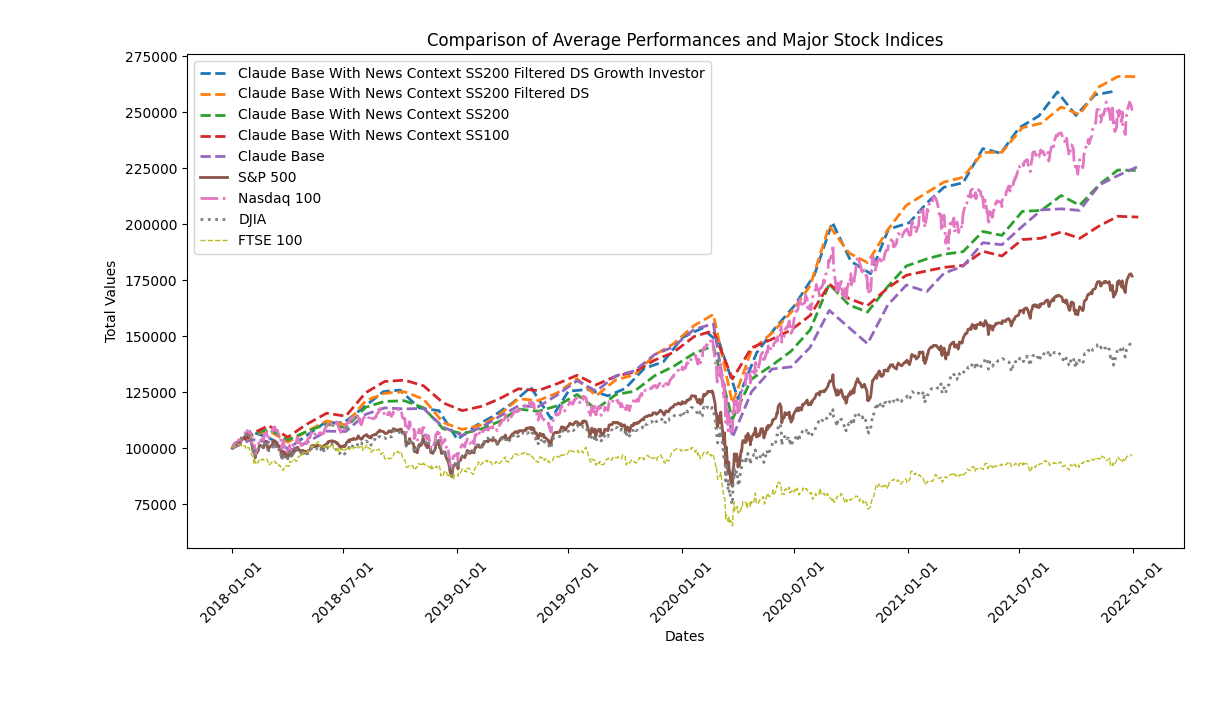 Comparison of Average Performances and Major Stock Indices
275000
250000
225000
200000
175000
150000
125000
100000
75000
Total Values
Claude Base With News Context SS200 Filtered DS Growth Investor
Claude Base With News Context SS200 Filtered DS
Claude Base With News Context SS200
Claude Base With News Context SS100
Claude Base
S&P 500
Nasdaq 100
DJIA
FTSE 100
2018-01-01
2018-07-01
2019-01-01
2019-07-01
2020-01-01
2020-07-01
2021-01-01
2021-07-01
2022-01-01
Dates